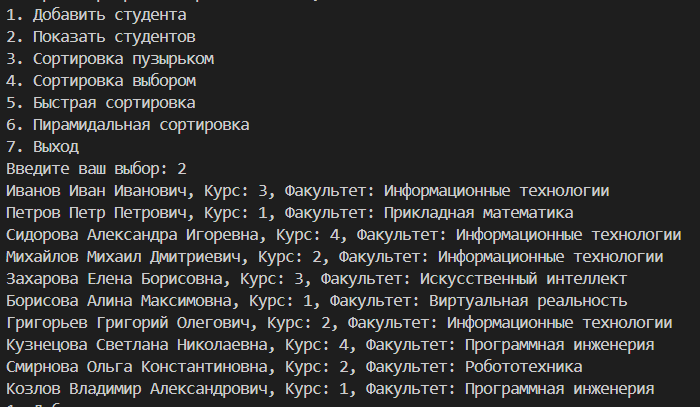 1. Добавить студента
2. Показать студентов
3. Сортировка пузырьком
4. Сортировка выбором
5. Быстрая сортировка
6. Пирамидальная сортировка
7. Выход
Введите ваш выбор: 2
Иванов Иван Иванович, Курс: 3, Факультет: Информационные технологии
Петров Петр Петрович, Курс: 1, Факультет: Прикладная математика
Сидорова Александра Игоревна, Курс: 4, Факультет: Информационные технологии
Михайлов Михаил Дмитриевич, Курс: 2, Факультет: Информационные технологии
Захарова Елена Борисовна, Курс: 3, Факультет: Искусственный интеллект
Борисова Алина Максимовна, Курс: 1, Факультет: Виртуальная реальность
Григорьев Григорий Олегович, Курс: 2, Факультет: Информационные технологии
Кузнецова Светлана Николаевна, Курс: 4, Факультет: Программная инженерия
Смирнова Ольга Константиновна, Курс: 2, Факультет: Робототехника
Козлов Владимир Александрович, Курс: 1, Факультет: Программная инженерия